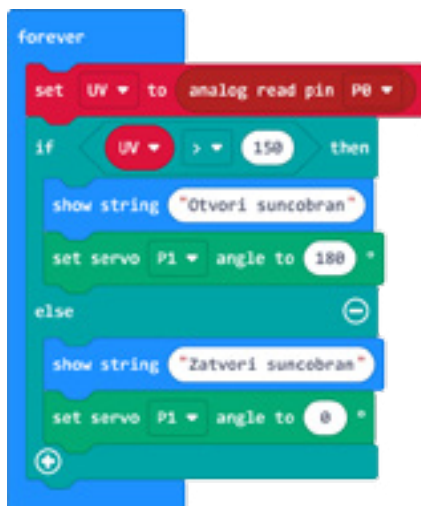 forever
set UV to analog read pin P0
if UV > 150 then
show string "Otvori suncobran"
set servo P1 angle to 180 °
else
show string "Zatvori suncobran"
set servo P1 angle to 0 °